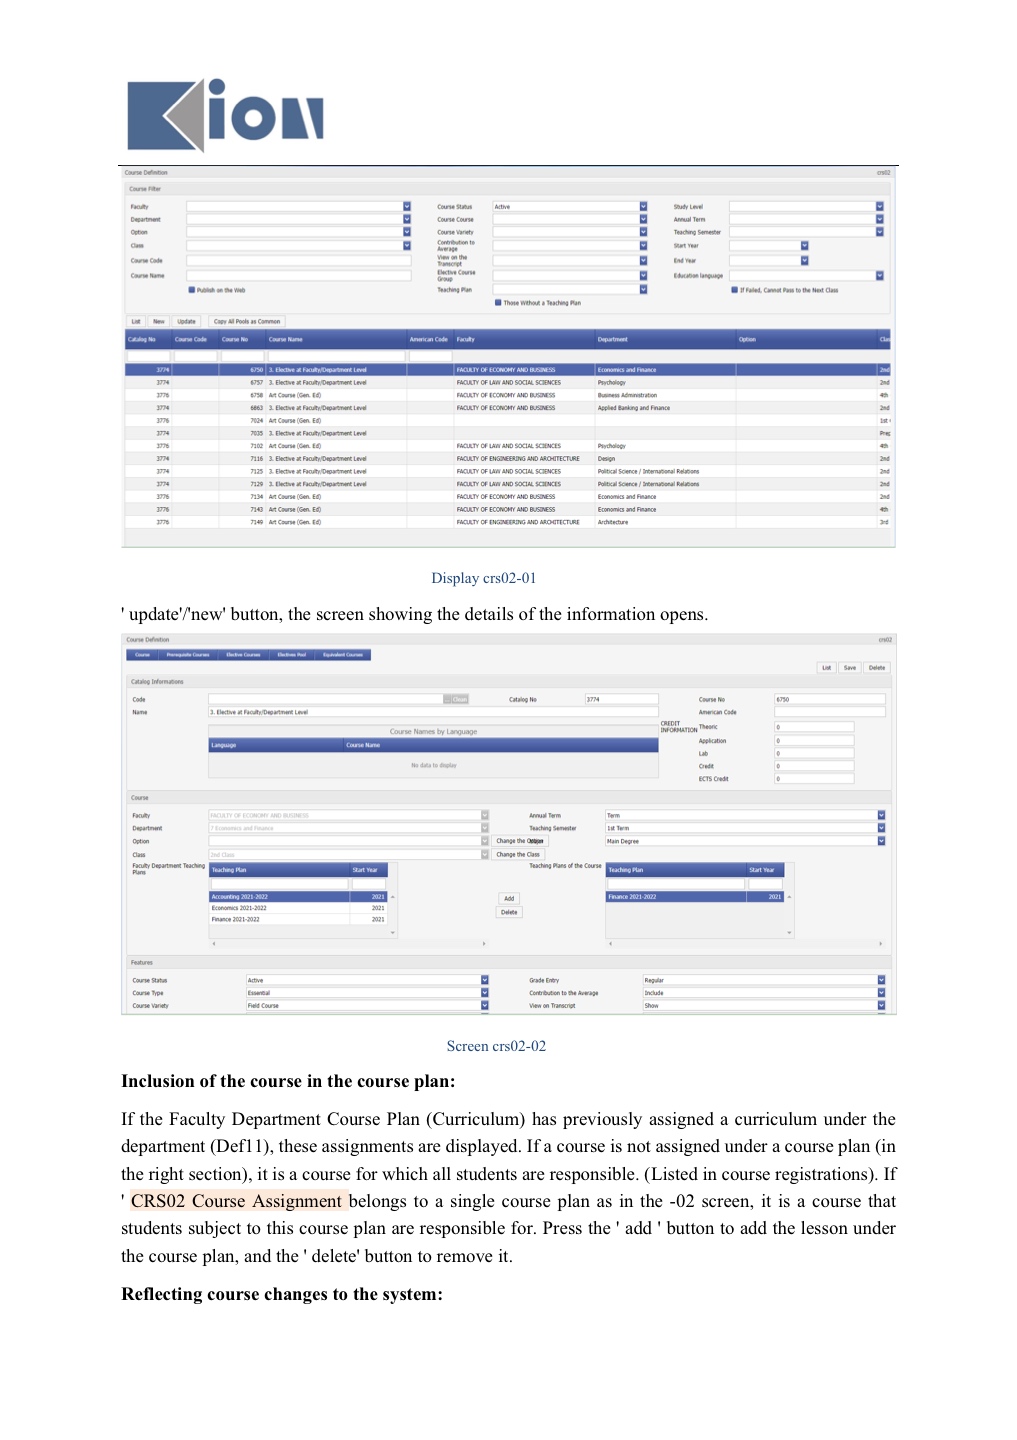 Kion
Course Definition crs02
Course Filter
Faculty Course Status Active Study Level
Department Course Course Annual Term
Option Course Variety Teaching Semester
Class Contribution to Average Start Year
Course Code View on the Transcript End Year
Course Name Elective Course Group Education language
Publish on the Web Teaching Plan If Failed, Cannot Pass to the Next Class
Those Without a Teaching Plan
List New Update Copy All Pools as Common
Catalog No Course Code Course No Course Name American Code Faculty Department Option Clas
3774 6750 3. Elective at Faculty/Department Level FACULTY OF ECONOMY AND BUSINESS Economics and Finance 2nd
3774 6757 3. Elective at Faculty/Department Level FACULTY OF LAW AND SOCIAL SCIENCES Psychology 2nd
3776 6758 Art Course (Gen. Ed) FACULTY OF ECONOMY AND BUSINESS Business Administration 4th
3774 6863 3. Elective at Faculty/Department Level FACULTY OF ECONOMY AND BUSINESS Applied Banking and Finance 2nd
3776 7024 Art Course (Gen. Ed) 1st
3774 7035 3. Elective at Faculty/Department Level Prep
3776 7102 Art Course (Gen. Ed) FACULTY OF LAW AND SOCIAL SCIENCES Psychology 4th
3774 7116 3. Elective at Faculty/Department Level FACULTY OF ENGINEERING AND ARCHITECTURE Design 2nd
3774 7125 3. Elective at Faculty/Department Level FACULTY OF LAW AND SOCIAL SCIENCES Political Science / International Relations 2nd
3774 7129 3. Elective at Faculty/Department Level FACULTY OF LAW AND SOCIAL SCIENCES Political Science / International Relations 2nd
3776 7134 Art Course (Gen. Ed) FACULTY OF ECONOMY AND BUSINESS Economics and Finance 2nd
3776 7143 Art Course (Gen. Ed) FACULTY OF ECONOMY AND BUSINESS Economics and Finance 4th
3776 7149 Art Course (Gen. Ed) FACULTY OF ENGINEERING AND ARCHITECTURE Architecture 3rd
Display crs02-01
' update'/'new' button, the screen showing the details of the information opens.
Course Definition crs02
Course Prerequisite Courses Elective Courses Electives Pool Equivalent Courses
List Save Delete
Catalog Informations
Code ... Clean Catalog No 3774 Course No 6750
Name 3. Elective at Faculty/Department Level American Code
Course Names by Language CREDIT INFORMATION Theoric 0
Language Course Name Application 0
Lab 0
No data to display Credit 0
ECTS Credit 0
Course
Faculty FACULTY OF ECONOMY AND BUSINESS Annual Term Term
Department 7 Economics and Finance Teaching Semester 1st Term
Option Change the Option Main Degree
Class 2nd Class Change the Class
Faculty Department Teaching Plans Teaching Plan Start Year Teaching Plans of the Course Teaching Plan Start Year
Accounting 2021-2022 2021 Add Finance 2021-2022 2021
Economics 2021-2022 2021 Delete
Finance 2021-2022 2021
Features
Course Status Active Grade Entry Regular
Course Type Essential Contribution to the Average Include
Course Variety Field Course View on Transcript Show
Screen crs02-02
Inclusion of the course in the course plan:
If the Faculty Department Course Plan (Curriculum) has previously assigned a curriculum under the
department (Def11), these assignments are displayed. If a course is not assigned under a course plan (in
the right section), it is a course for which all students are responsible. (Listed in course registrations). If
' CRS02 Course Assignment belongs to a single course plan as in the -02 screen, it is a course that
students subject to this course plan are responsible for. Press the ' add ' button to add the lesson under
the course plan, and the ' delete' button to remove it.
Reflecting course changes to the system: